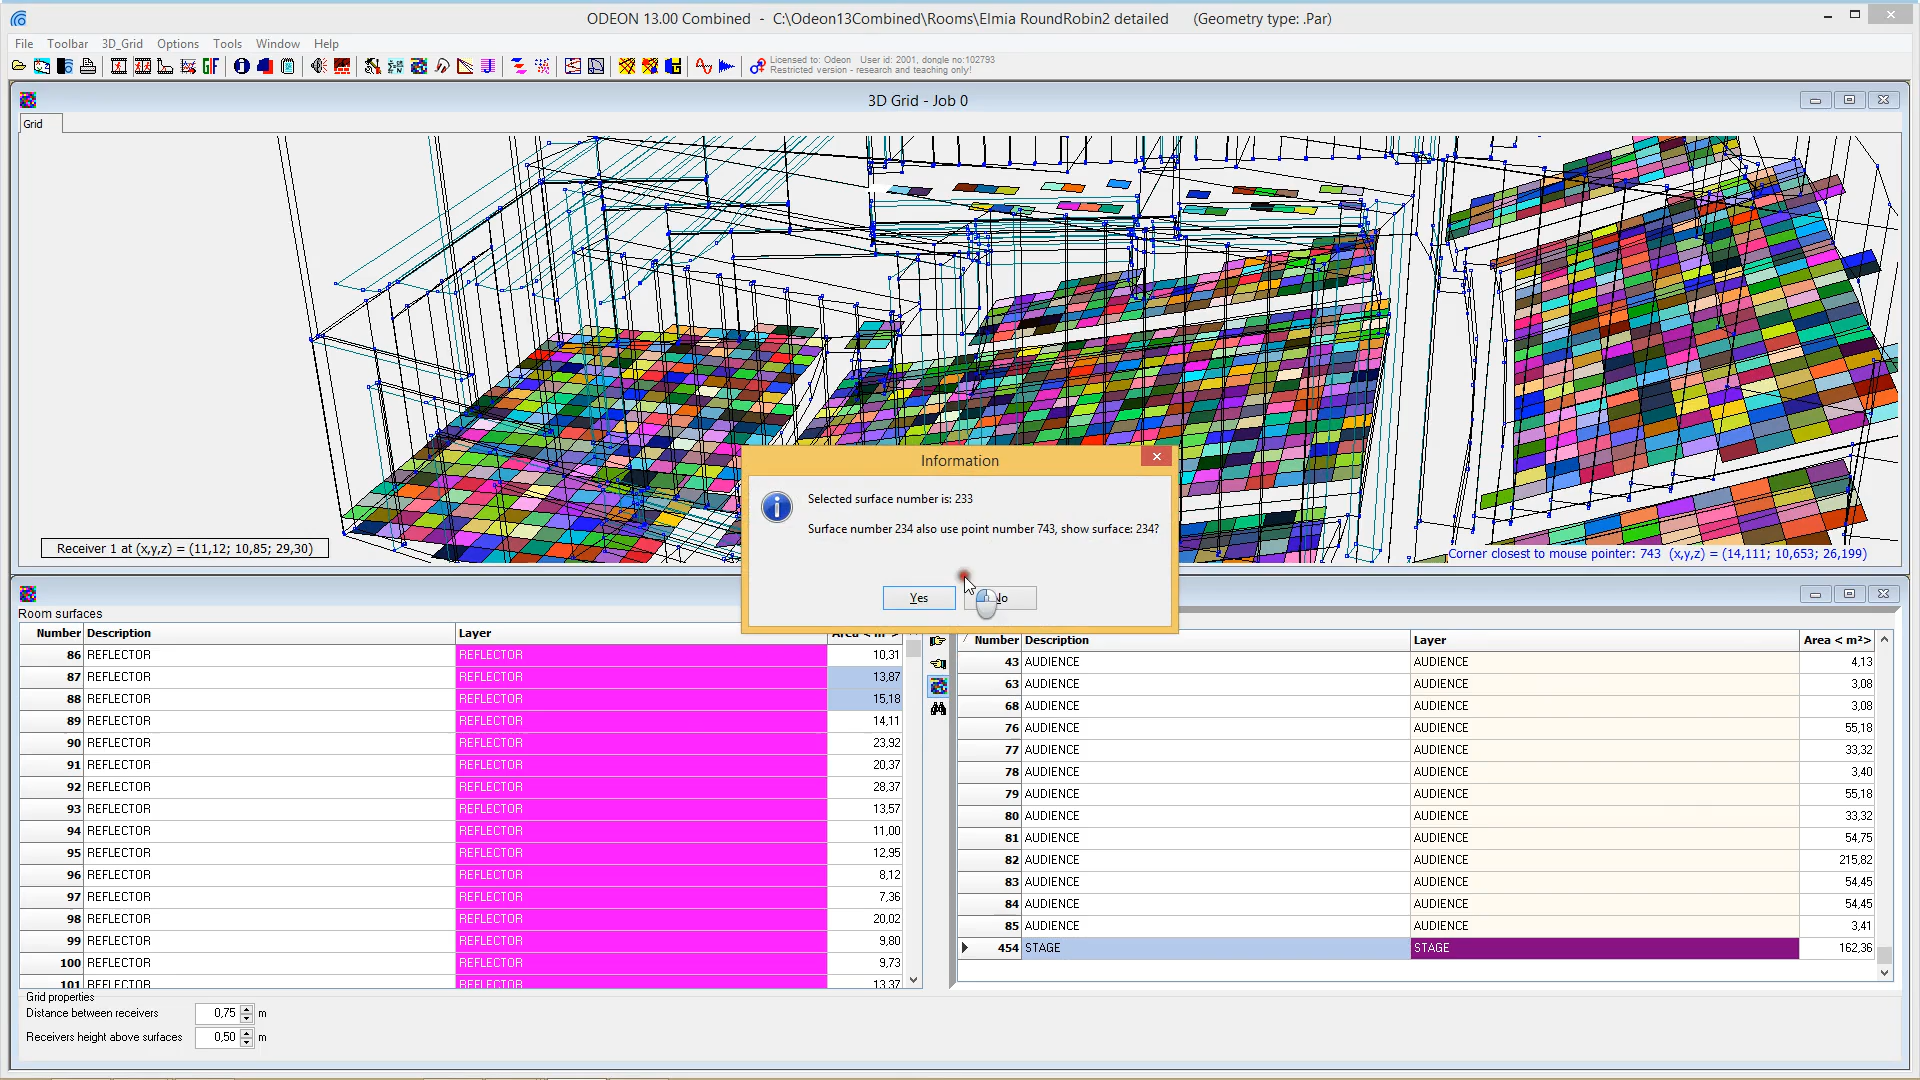 ODEON 13.00 Combined - C:\Odeon13Combined\Rooms\Elmia RoundRobin2 detailed (Geometry type: .Par)
File Toolbar 3D_Grid Options Tools Window Help
GIF
Licensed to: Odeon User id: 2001, dongle no:102793
Restricted version - research and teaching only!
3D Grid - Job 0
Grid
Information
Selected surface number is: 233
Surface number 234 also use point number 743, show surface: 234?
Yes
Receiver 1 at (x,y,z) = (11,12; 10,85; 29,30)
Corner closest to mouse pointer: 743 (x,y,z) = (14,111; 10,653; 26,199)
Room surfaces
Number Description Layer
86 REFLECTOR REFLECTOR 10,31
87 REFLECTOR REFLECTOR 13,87
88 REFLECTOR REFLECTOR 15,18
89 REFLECTOR REFLECTOR 14,11
90 REFLECTOR REFLECTOR 23,92
91 REFLECTOR REFLECTOR 20,37
92 REFLECTOR REFLECTOR 28,37
93 REFLECTOR REFLECTOR 13,57
94 REFLECTOR REFLECTOR 11,00
95 REFLECTOR REFLECTOR 12,95
96 REFLECTOR REFLECTOR 8,12
97 REFLECTOR REFLECTOR 7,36
98 REFLECTOR REFLECTOR 20,02
99 REFLECTOR REFLECTOR 9,80
100 REFLECTOR REFLECTOR 9,73
101 REFLECTOR REFLECTOR 13,37
Number Description Layer Area < m²>
43 AUDIENCE AUDIENCE 4,13
63 AUDIENCE AUDIENCE 3,08
68 AUDIENCE AUDIENCE 3,08
76 AUDIENCE AUDIENCE 55,18
77 AUDIENCE AUDIENCE 33,32
78 AUDIENCE AUDIENCE 3,40
79 AUDIENCE AUDIENCE 55,18
80 AUDIENCE AUDIENCE 33,32
81 AUDIENCE AUDIENCE 54,75
82 AUDIENCE AUDIENCE 215,82
83 AUDIENCE AUDIENCE 54,45
84 AUDIENCE AUDIENCE 54,45
85 AUDIENCE AUDIENCE 3,41
454 STAGE STAGE 162,36
Grid properties
Distance between receivers 0,75 m
Receivers height above surfaces 0,50 m